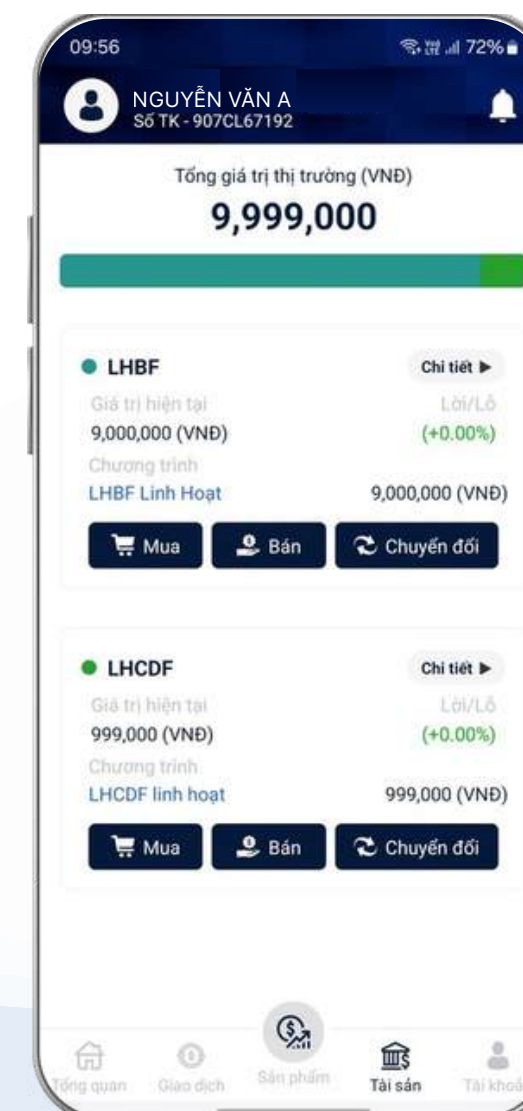 09:56
72%
NGUYỄN VĂN A
Số TK - 907CL67192
Tổng giá trị thị trường (VNĐ)
9,999,000
LHBF
Chi tiết ▶
Giá trị hiện tại
Lời/Lỗ
9,000,000 (VNĐ)
(+0.00%)
Chương trình
LHBF Linh Hoạt
9,000,000 (VNĐ)
Mua
Bán
Chuyển đổi
LHCDF
Chi tiết ▶
Giá trị hiện tại
Lời/Lỗ
999,000 (VNĐ)
(+0.00%)
Chương trình
LHCDF linh hoạt
999,000 (VNĐ)
Mua
Bán
Chuyển đổi
Tổng quan
Giao dịch
Sản phẩm
Tài sản
Tài khoả